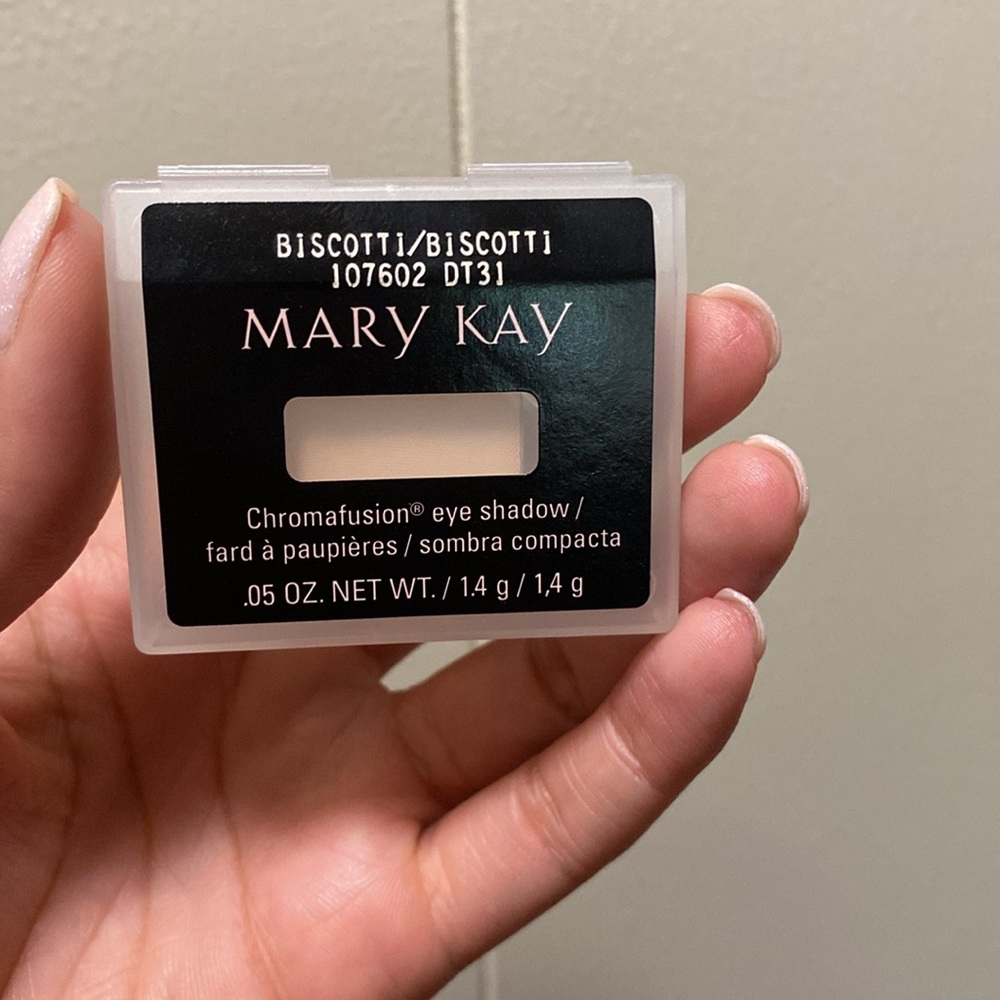 BiSCOTTi/BiSCOTTi
107602 DT31
MARY KAY
Chromafusion® eye shadow /
fard à paupières / sombra compacta
.05 OZ. NET WT. / 1.4 g / 1,4 g